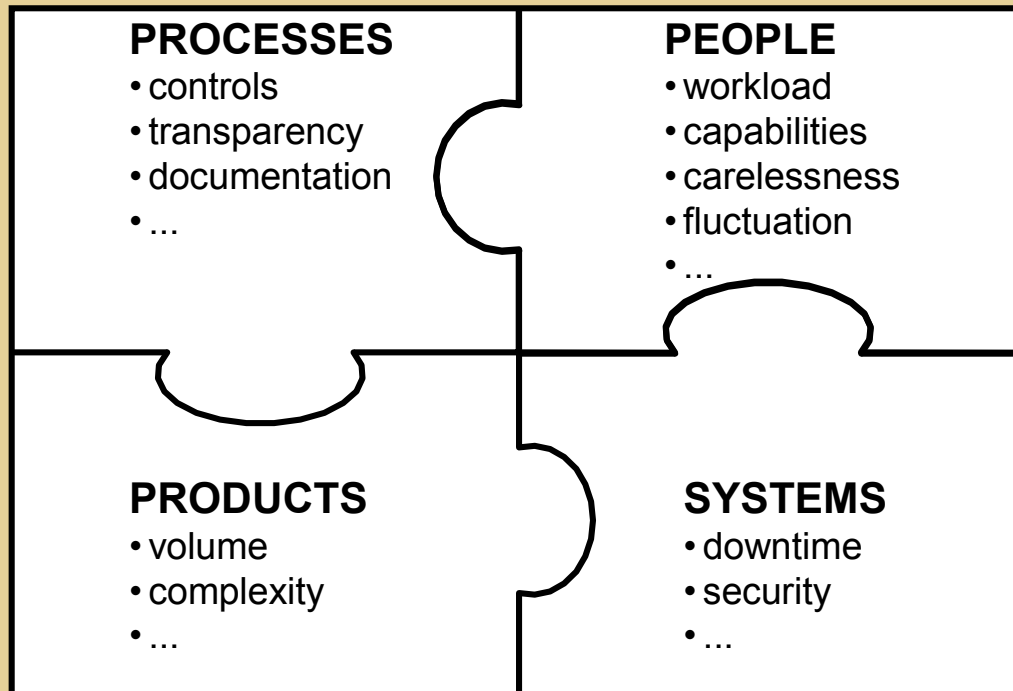 PROCESSES
• controls
• transparency
• documentation
• ...
PEOPLE
• workload
• capabilities
• carelessness
• fluctuation
• ...
PRODUCTS
• volume
• complexity
• ...
SYSTEMS
• downtime
• security
• ...